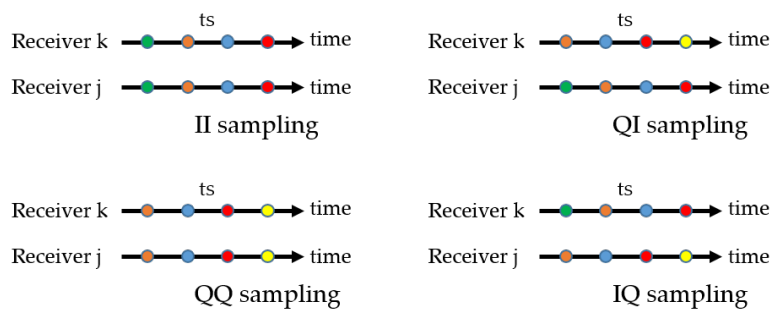 ts
Receiver k time
Receiver j time
II sampling
ts
Receiver k time
Receiver j time
QI sampling
ts
Receiver k time
Receiver j time
QQ sampling
ts
Receiver k time
Receiver j time
IQ sampling